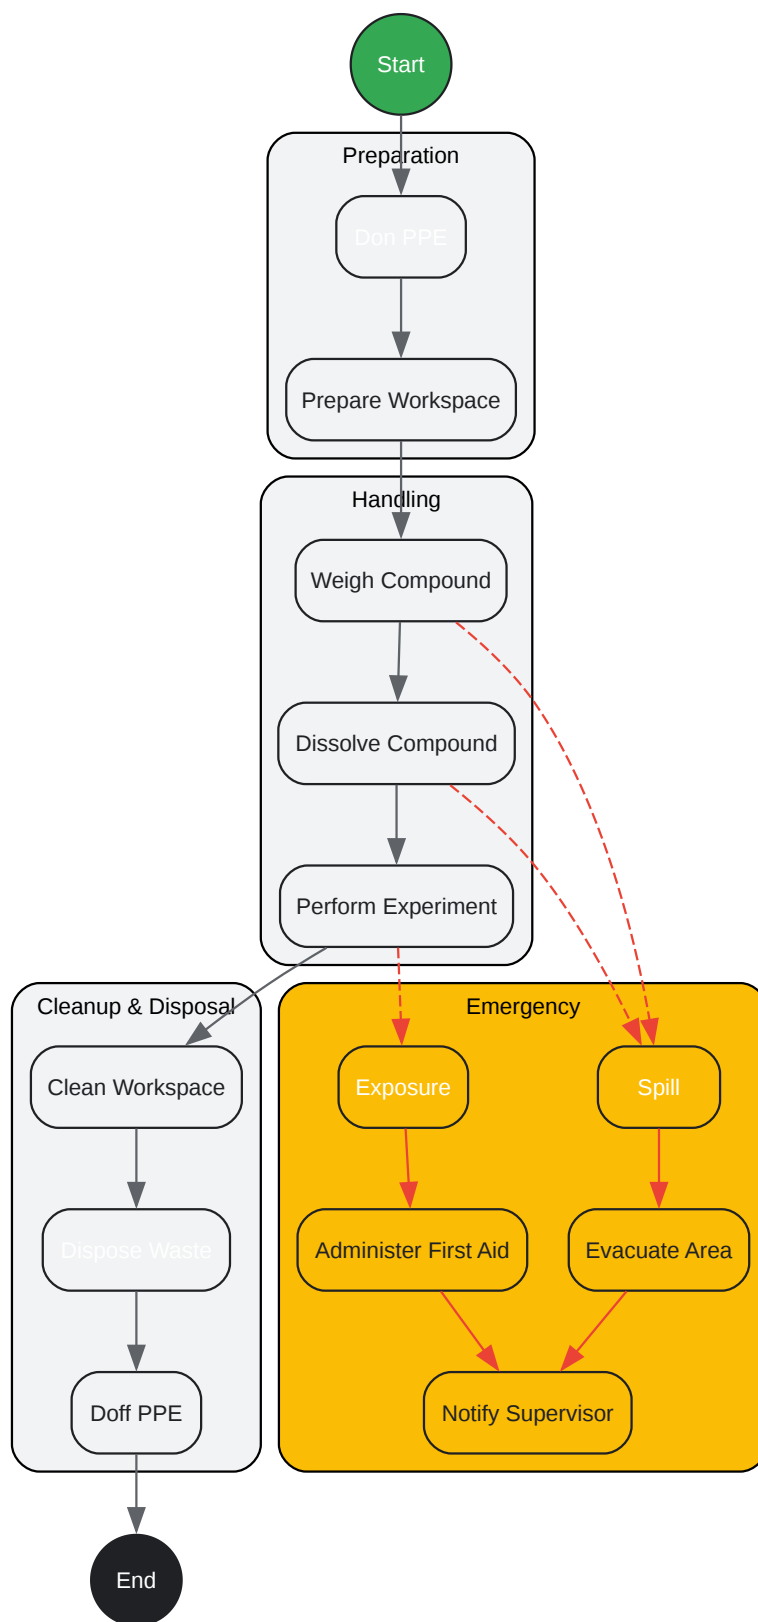 Start
Preparation
Don PPE
Prepare Workspace
Handling
Weigh Compound
Dissolve Compound
Perform Experiment
Cleanup & Disposal
Clean Workspace
Dispose Waste
Doff PPE
Emergency
Exposure
Spill
Administer First Aid
Evacuate Area
Notify Supervisor
End